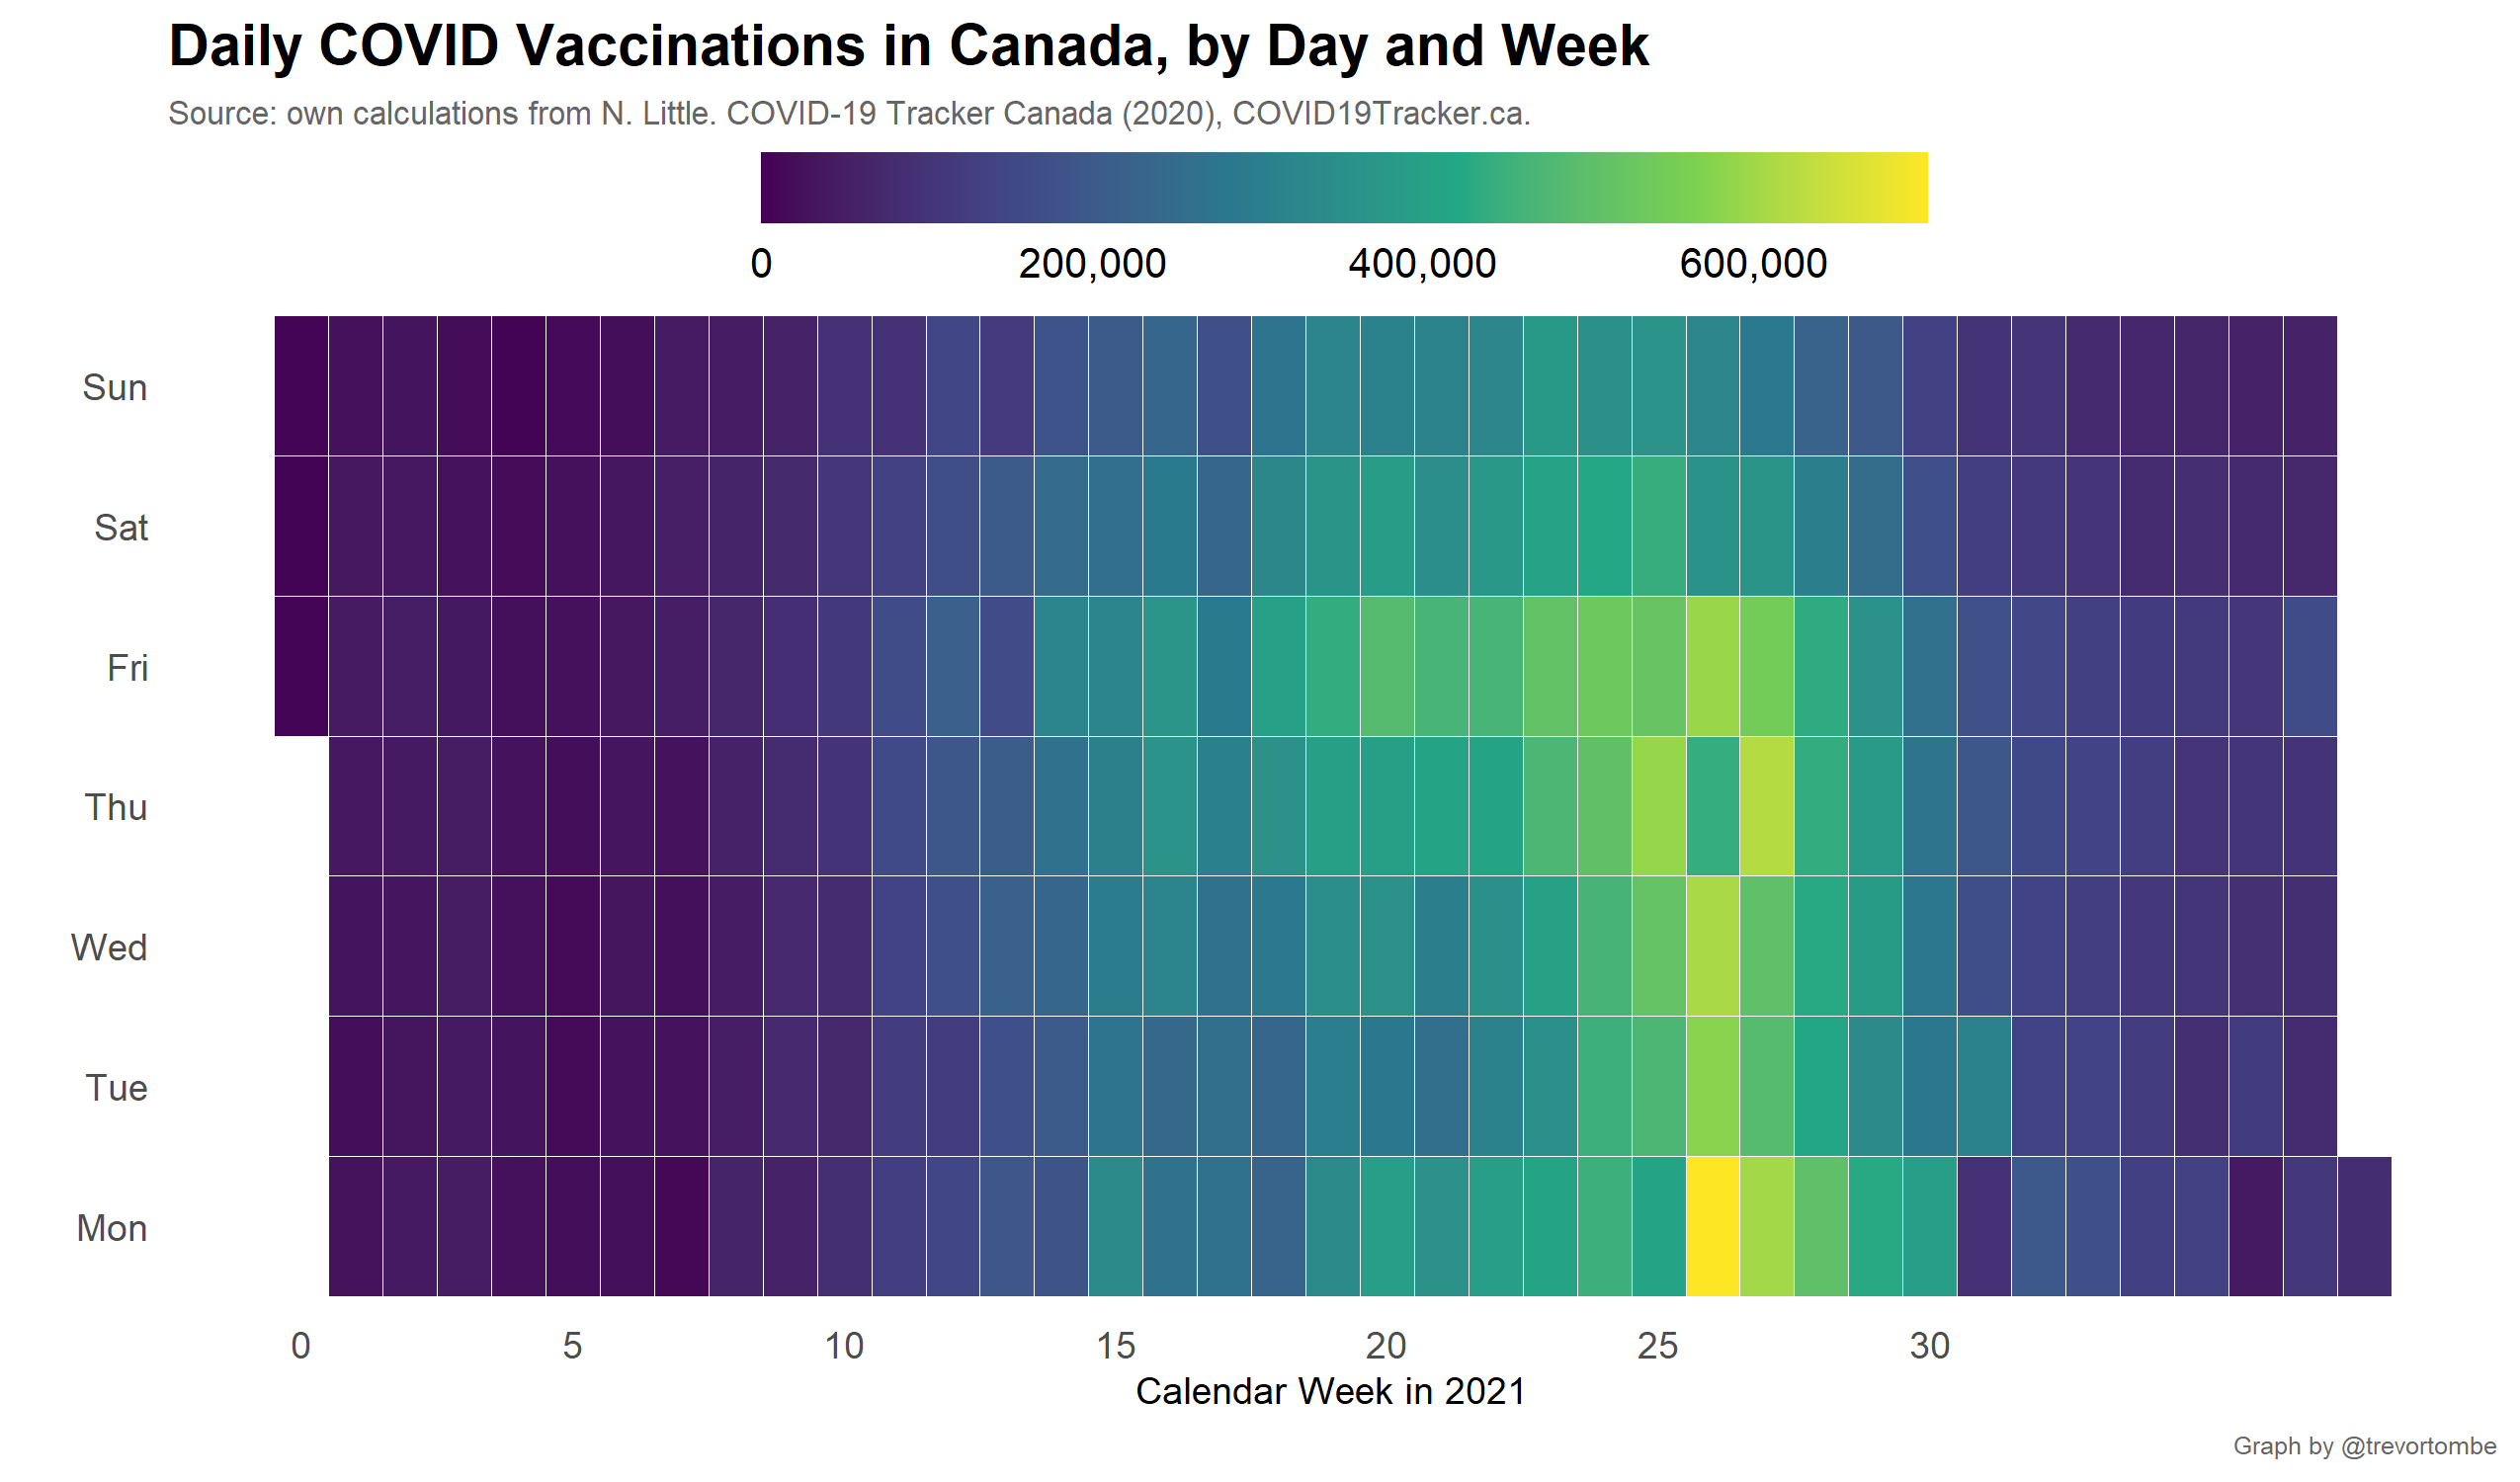 Daily COVID Vaccinations in Canada, by Day and Week
Source: own calculations from N. Little. COVID-19 Tracker Canada (2020), COVID19Tracker.ca.
0 200,000 400,000 600,000
Sun
Sat
Fri
Thu
Wed
Tue
Mon
0 5 10 15 20 25 30
Calendar Week in 2021
Graph by @trevortombe